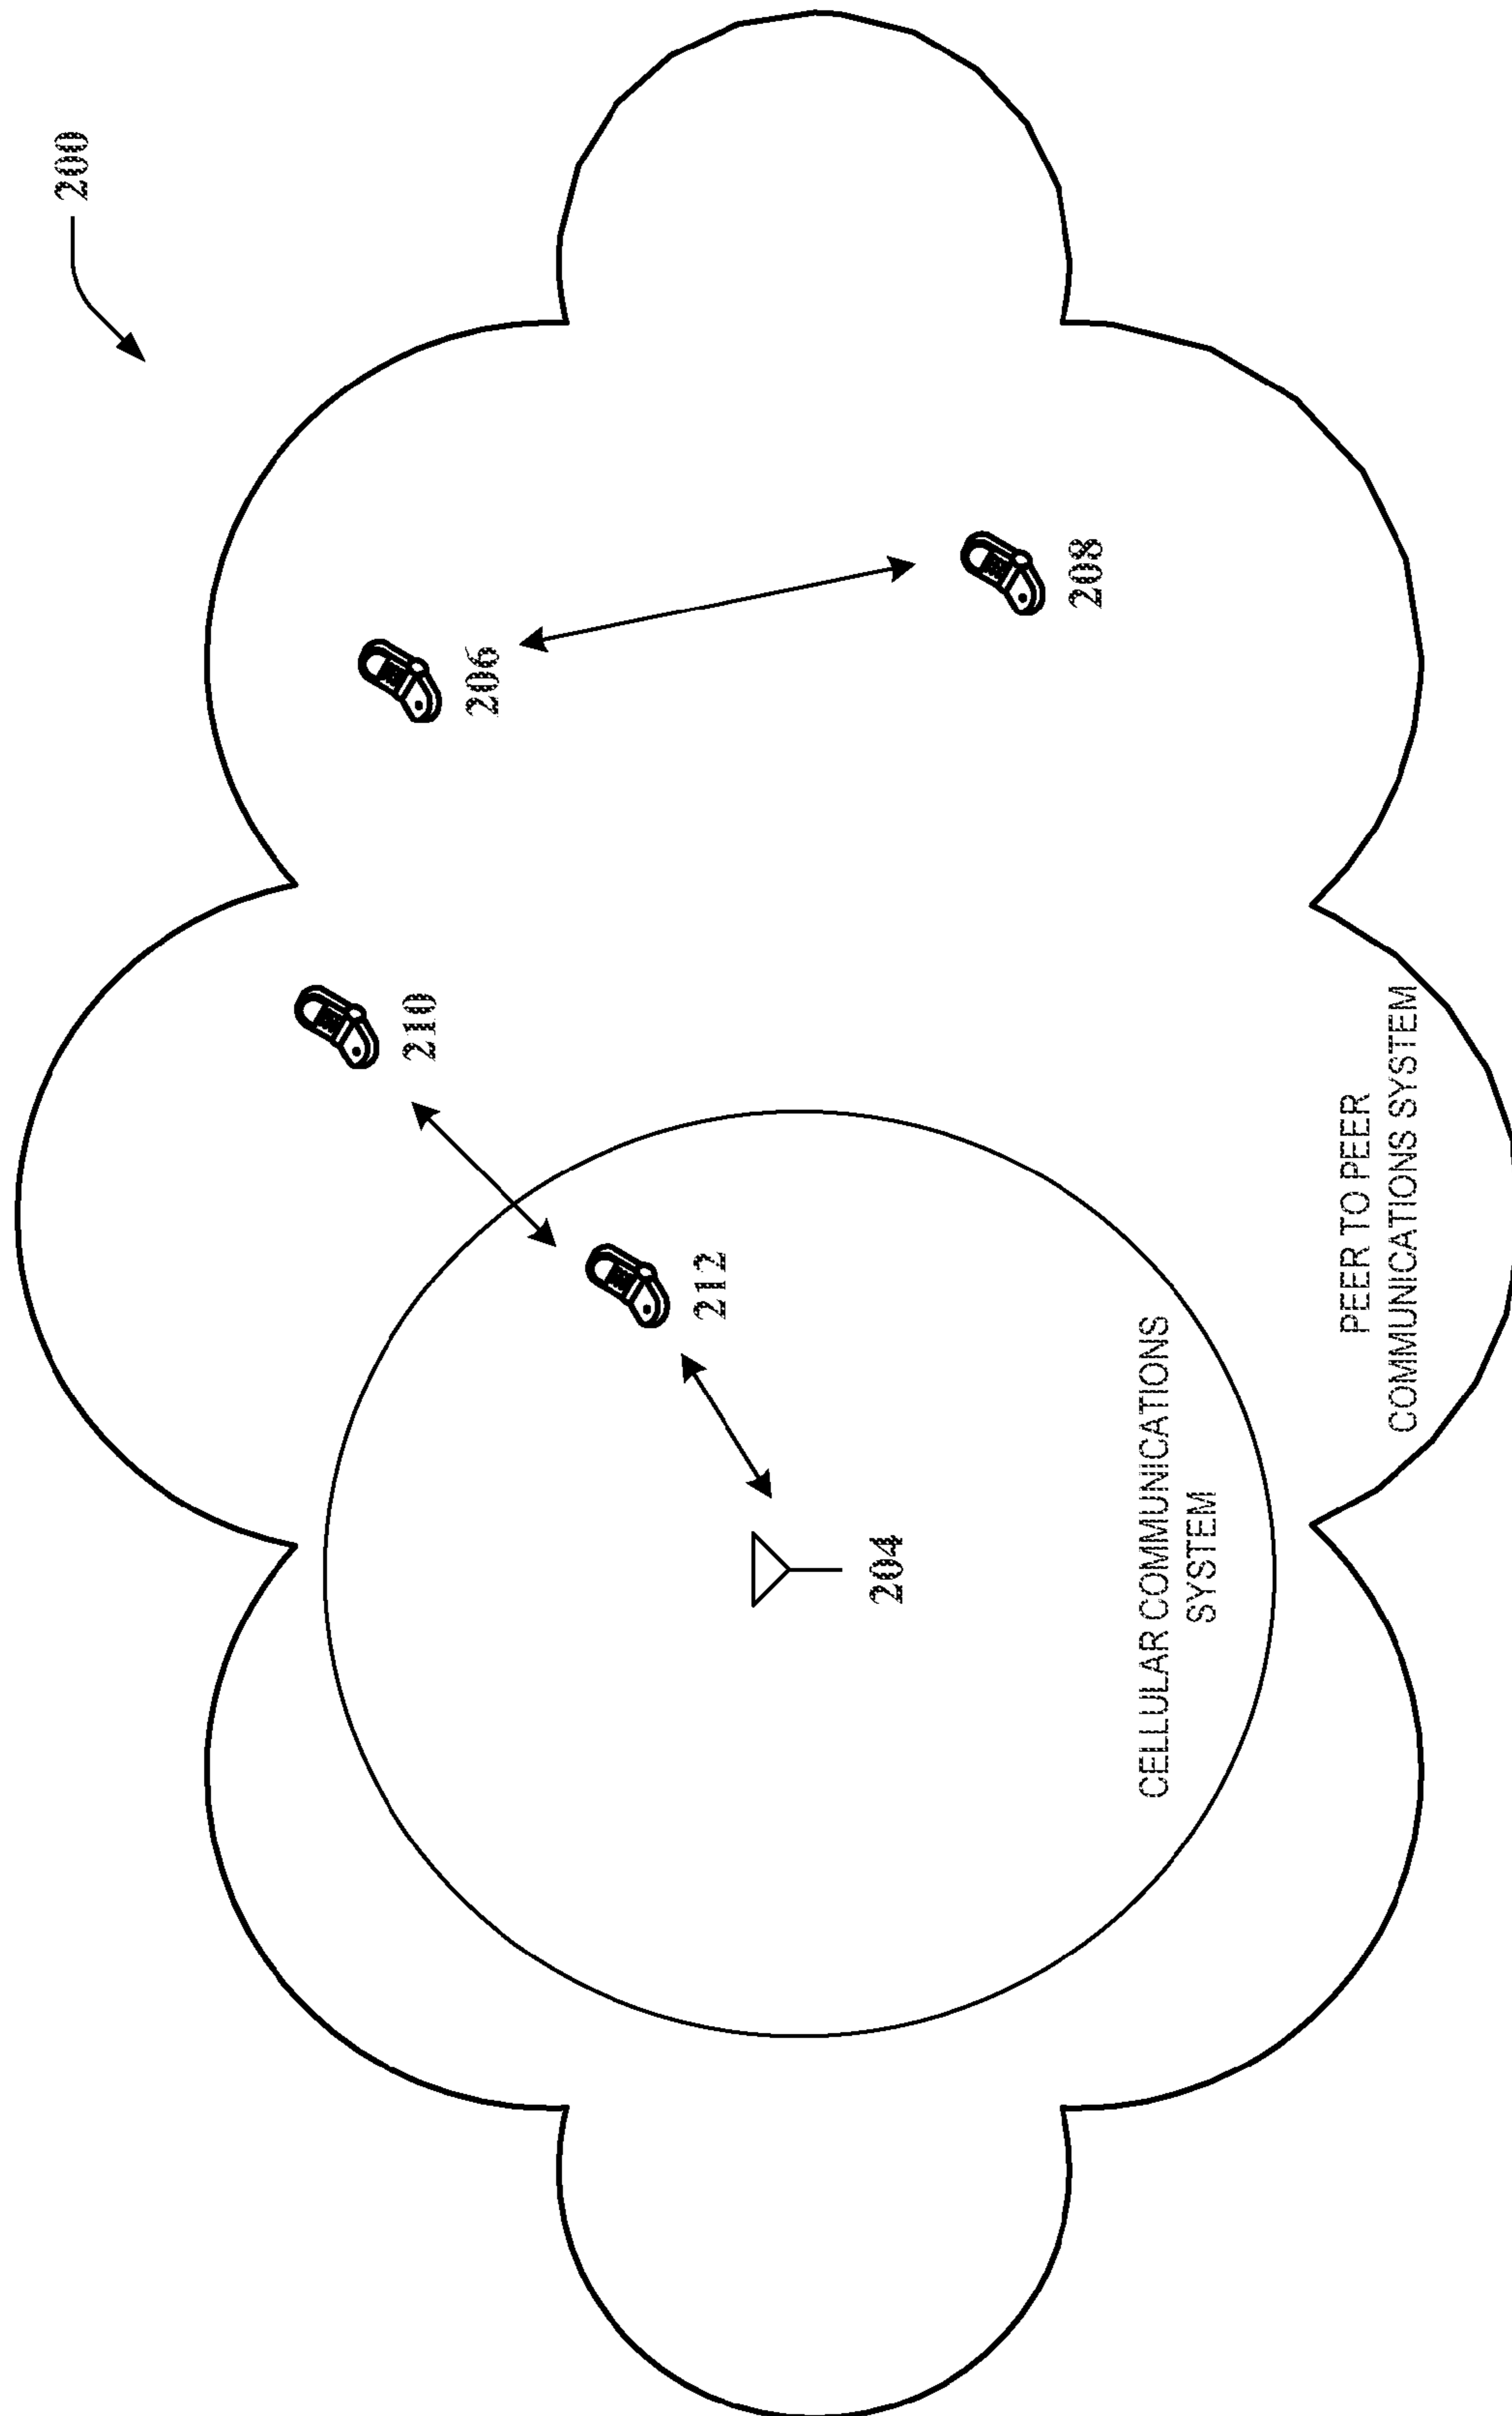 200
206
208
210
212
204
CELLULAR COMMUNICATIONS
SYSTEM
PEER TO PEER
COMMUNICATIONS SYSTEM